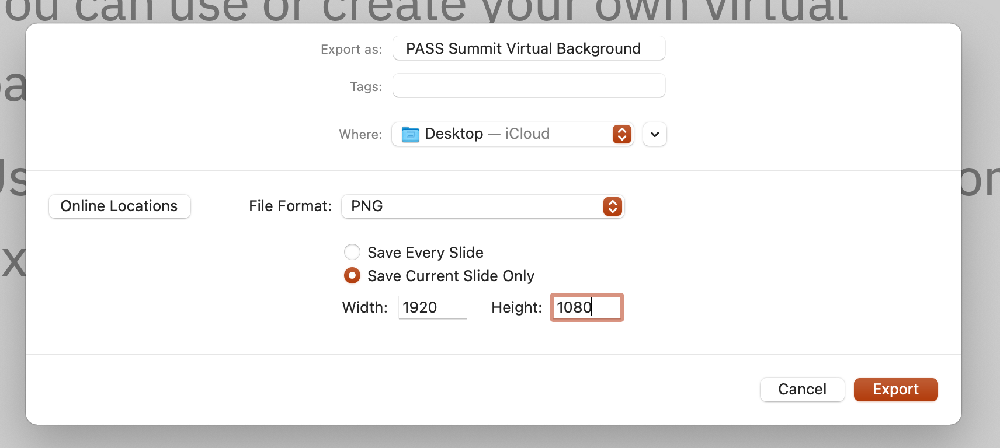 ou can use or create your own virtual
Export as: PASS Summit Virtual Background
Tags:
Where: Desktop — iCloud
Online Locations File Format: PNG
Save Every Slide
Save Current Slide Only
Width: 1920 Height: 1080
Cancel Export